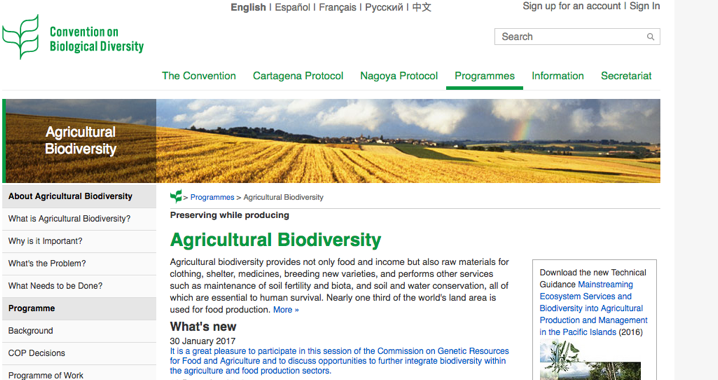 English | Español | Français | Русский | 中文
Sign up for an account | Sign In
Convention on
Biological Diversity
Search
The Convention Cartagena Protocol Nagoya Protocol Programmes Information Secretariat
Agricultural
Biodiversity
About Agricultural Biodiversity
What is Agricultural Biodiversity?
Why is it Important?
What's the Problem?
What Needs to be Done?
Programme
Background
COP Decisions
Programme of Work
> Programmes > Agricultural Biodiversity
Preserving while producing
Agricultural Biodiversity
Agricultural biodiversity provides not only food and income but also raw materials for
clothing, shelter, medicines, breeding new varieties, and performs other services
such as maintenance of soil fertility and biota, and soil and water conservation, all of
which are essential to human survival. Nearly one third of the world's land area is
used for food production. More »
What's new
30 January 2017
It is a great pleasure to participate in this session of the Commission on Genetic Resources
for Food and Agriculture and to discuss opportunities to further integrate biodiversity within
the agriculture and food production sectors.
Download the new Technical
Guidance Mainstreaming
Ecosystem Services and
Biodiversity into Agricultural
Production and Management
in the Pacific Islands (2016)